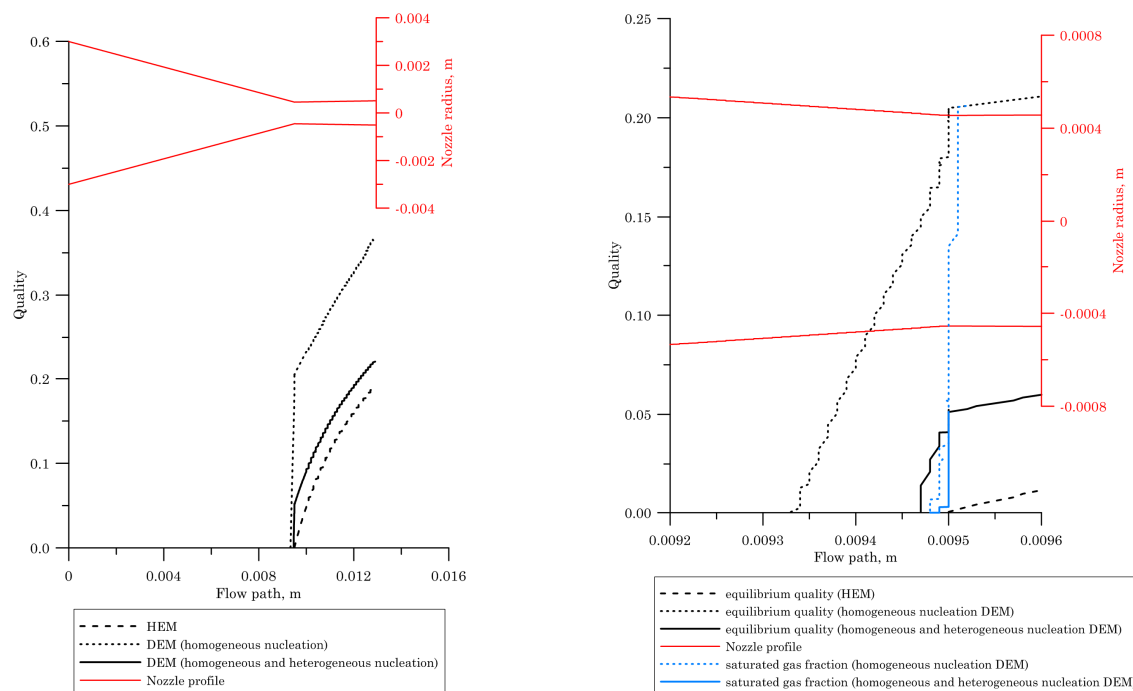 0.6
0.5
0.4
0.3
0.2
0.1
0.0
Quality
0
0.004
0.008
0.012
0.016
Flow path, m
0.004
0.002
0
-0.002
-0.004
Nozzle radius, m
HEM
DEM (homogeneous nucleation)
DEM (homogeneous and heterogeneous nucleation)
Nozzle profile
0.25
0.20
0.15
0.10
0.05
0.00
Quality
0.0092
0.0093
0.0094
0.0095
0.0096
Flow path, m
0.0008
0.0004
0
-0.0004
-0.0008
Nozzle radius, m
equilibrium quality (HEM)
equilibrium quality (homogeneous nucleation DEM)
equilibrium quality (homogeneous and heterogeneous nucleation DEM)
Nozzle profile
saturated gas fraction (homogeneous nucleation DEM)
saturated gas fraction (homogeneous and heterogeneous nucleation DEM